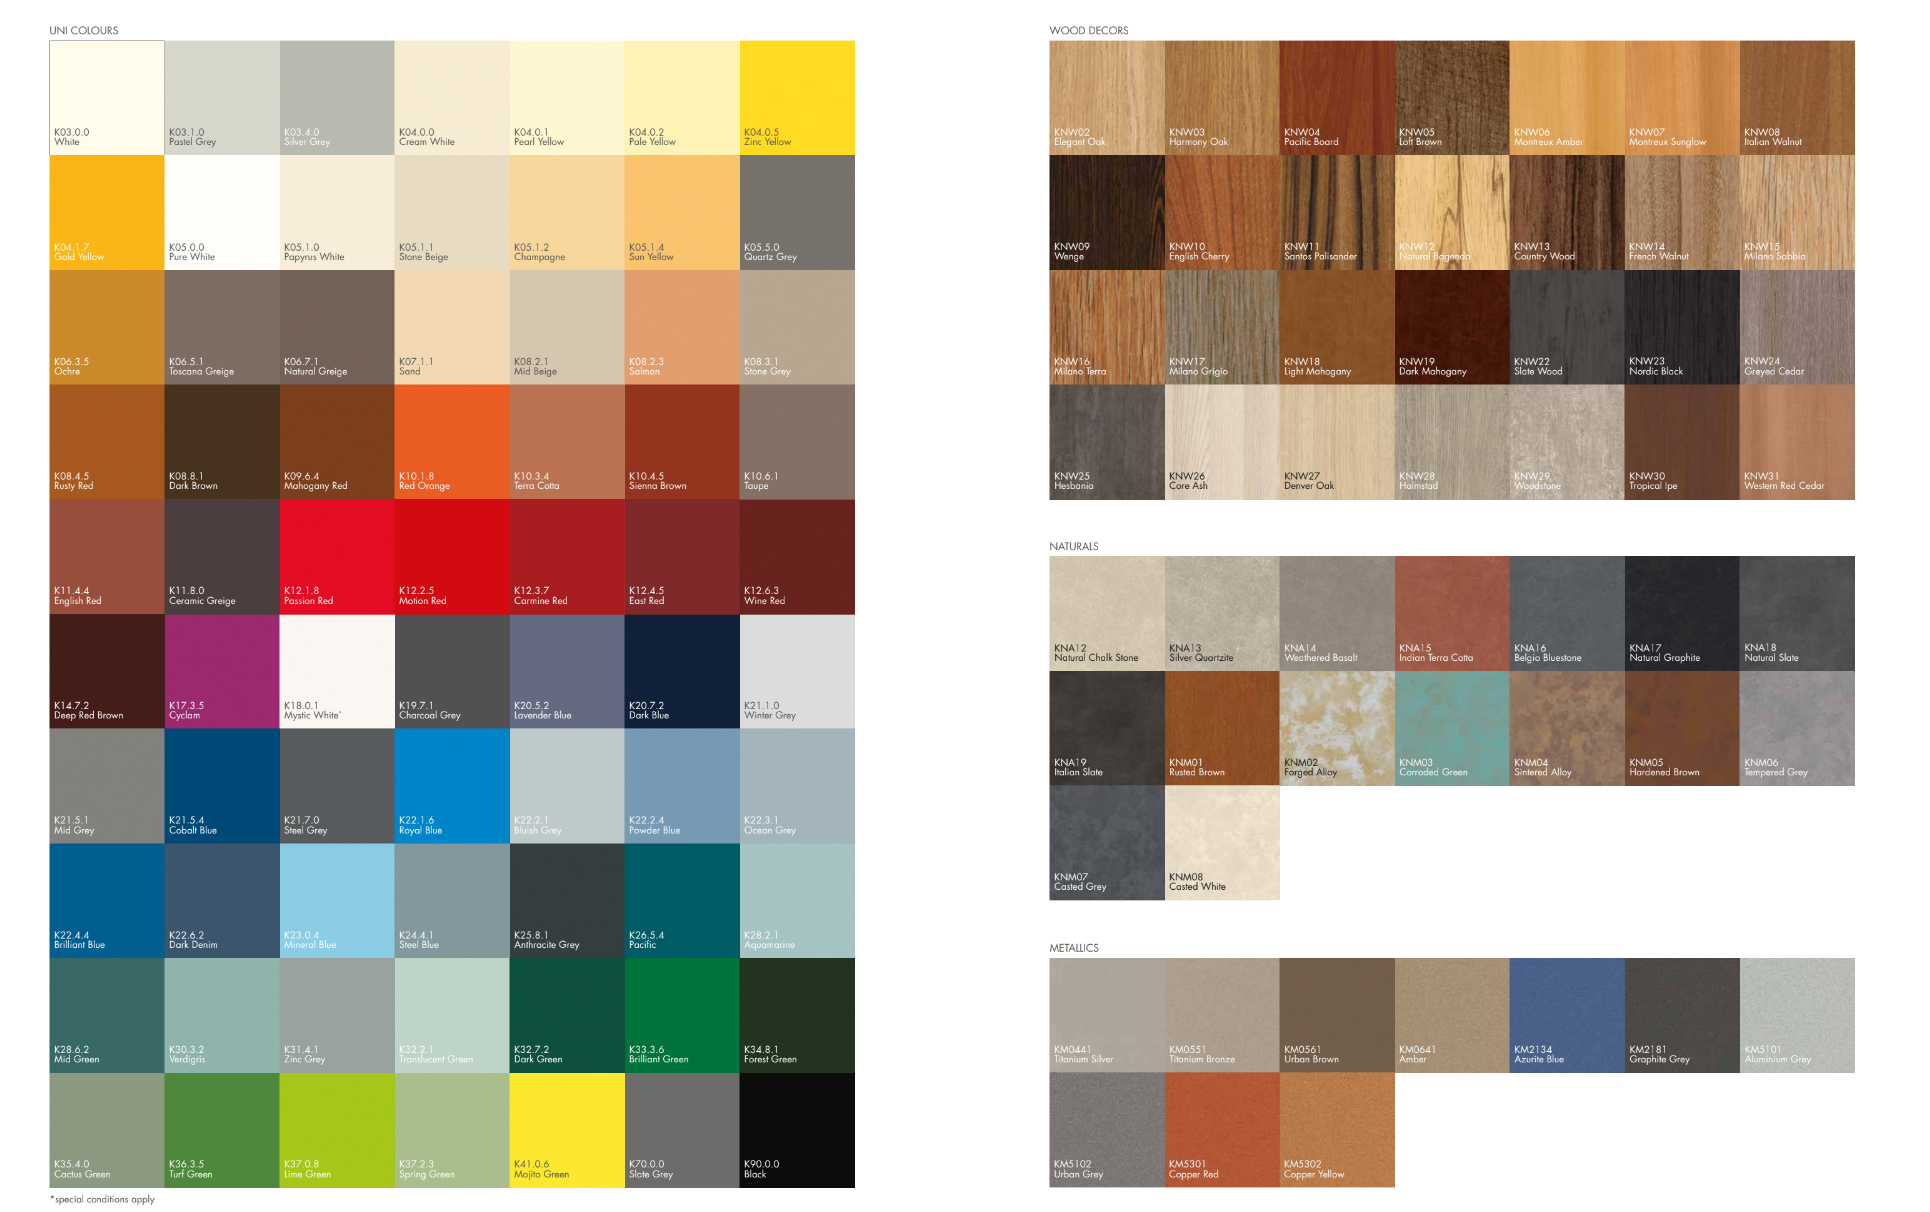 UNI COLOURS
K03.0.0
White
K03.1.0
Pastel Grey
K03.4.0
Silver Grey
K04.0.0
Cream White
K04.0.1
Pearl Yellow
K04.0.2
Pale Yellow
K04.0.5
Zinc Yellow
K04.1.7
Gold Yellow
K05.0.0
Pure White
K05.1.0
Papyrus White
K05.1.1
Stone Beige
K05.1.2
Champagne
K05.1.4
Sun Yellow
K05.5.0
Quartz Grey
K06.3.5
Ochre
K06.5.1
Toscana Greige
K06.7.1
Natural Greige
K07.1.1
Sand
K08.2.1
Mid Beige
K08.2.3
Salmon
K08.3.1
Stone Grey
K08.4.5
Rusty Red
K08.8.1
Dark Brown
K09.6.4
Mahogany Red
K10.1.8
Red Orange
K10.3.4
Terra Cotta
K10.4.5
Sienna Brown
K10.6.1
Taupe
K11.4.4
English Red
K11.8.0
Ceramic Greige
K12.1.8
Passion Red
K12.2.5
Motion Red
K12.3.7
Carmine Red
K12.4.5
East Red
K12.6.3
Wine Red
K14.7.2
Deep Red Brown
K17.3.5
Cyclam
K18.0.1
Mystic White*
K19.7.1
Charcoal Grey
K20.5.2
Lavender Blue
K20.7.2
Dark Blue
K21.1.0
Winter Grey
K21.5.1
Mid Grey
K21.5.4
Cobalt Blue
K21.7.0
Steel Grey
K22.1.6
Royal Blue
K22.2.1
Bluish Grey
K22.2.4
Powder Blue
K22.3.1
Ocean Grey
K22.4.4
Brilliant Blue
K22.6.2
Dark Denim
K23.0.4
Mineral Blue
K24.4.1
Steel Blue
K25.8.1
Anthracite Grey
K26.5.4
Pacific
K28.2.1
Aquamarine
K28.6.2
Mid Green
K30.3.2
Verdigris
K31.4.1
Zinc Grey
K32.2.1
Translucent Green
K32.7.2
Dark Green
K33.3.6
Brilliant Green
K34.8.1
Forest Green
K35.4.0
Cactus Green
K36.3.5
Turf Green
K37.0.8
Lime Green
K37.2.3
Spring Green
K41.0.6
Mojito Green
K70.0.0
Slate Grey
K90.0.0
Black
*special conditions apply
WOOD DECORS
KNW02
Elegant Oak
KNW03
Harmony Oak
KNW04
Pacific Board
KNW05
Loft Brown
KNW06
Montreux Amber
KNW07
Montreux Sunglow
KNW08
Italian Walnut
KNW09
Wenge
KNW10
English Cherry
KNW11
Santos Palisander
KNW12
Natural Bagenda
KNW13
Country Wood
KNW14
French Walnut
KNW15
Milano Sabbia
KNW16
Milano Terra
KNW17
Milano Grigio
KNW18
Light Mahogany
KNW19
Dark Mahogany
KNW22
Slate Wood
KNW23
Nordic Black
KNW24
Greyed Cedar
KNW25
Hesbania
KNW26
Core Ash
KNW27
Denver Oak
KNW28
Halmstad
KNW29
Woodstone
KNW30
Tropical Ipe
KNW31
Western Red Cedar
NATURALS
KNA12
Natural Chalk Stone
KNA13
Silver Quartzite
KNA14
Weathered Basalt
KNA15
Indian Terra Cotta
KNA16
Belgio Bluestone
KNA17
Natural Graphite
KNA18
Natural Slate
KNA19
Italian Slate
KNM01
Rusted Brown
KNM02
Forged Alloy
KNM03
Corroded Green
KNM04
Sintered Alloy
KNM05
Hardened Brown
KNM06
Tempered Grey
KNM07
Casted Grey
KNM08
Casted White
METALLICS
KM0441
Titanium Silver
KM0551
Titanium Bronze
KM0561
Urban Brown
KM0641
Amber
KM2134
Azurite Blue
KM2181
Graphite Grey
KM5101
Aluminium Grey
KM5102
Urban Grey
KM5301
Copper Red
KM5302
Copper Yellow